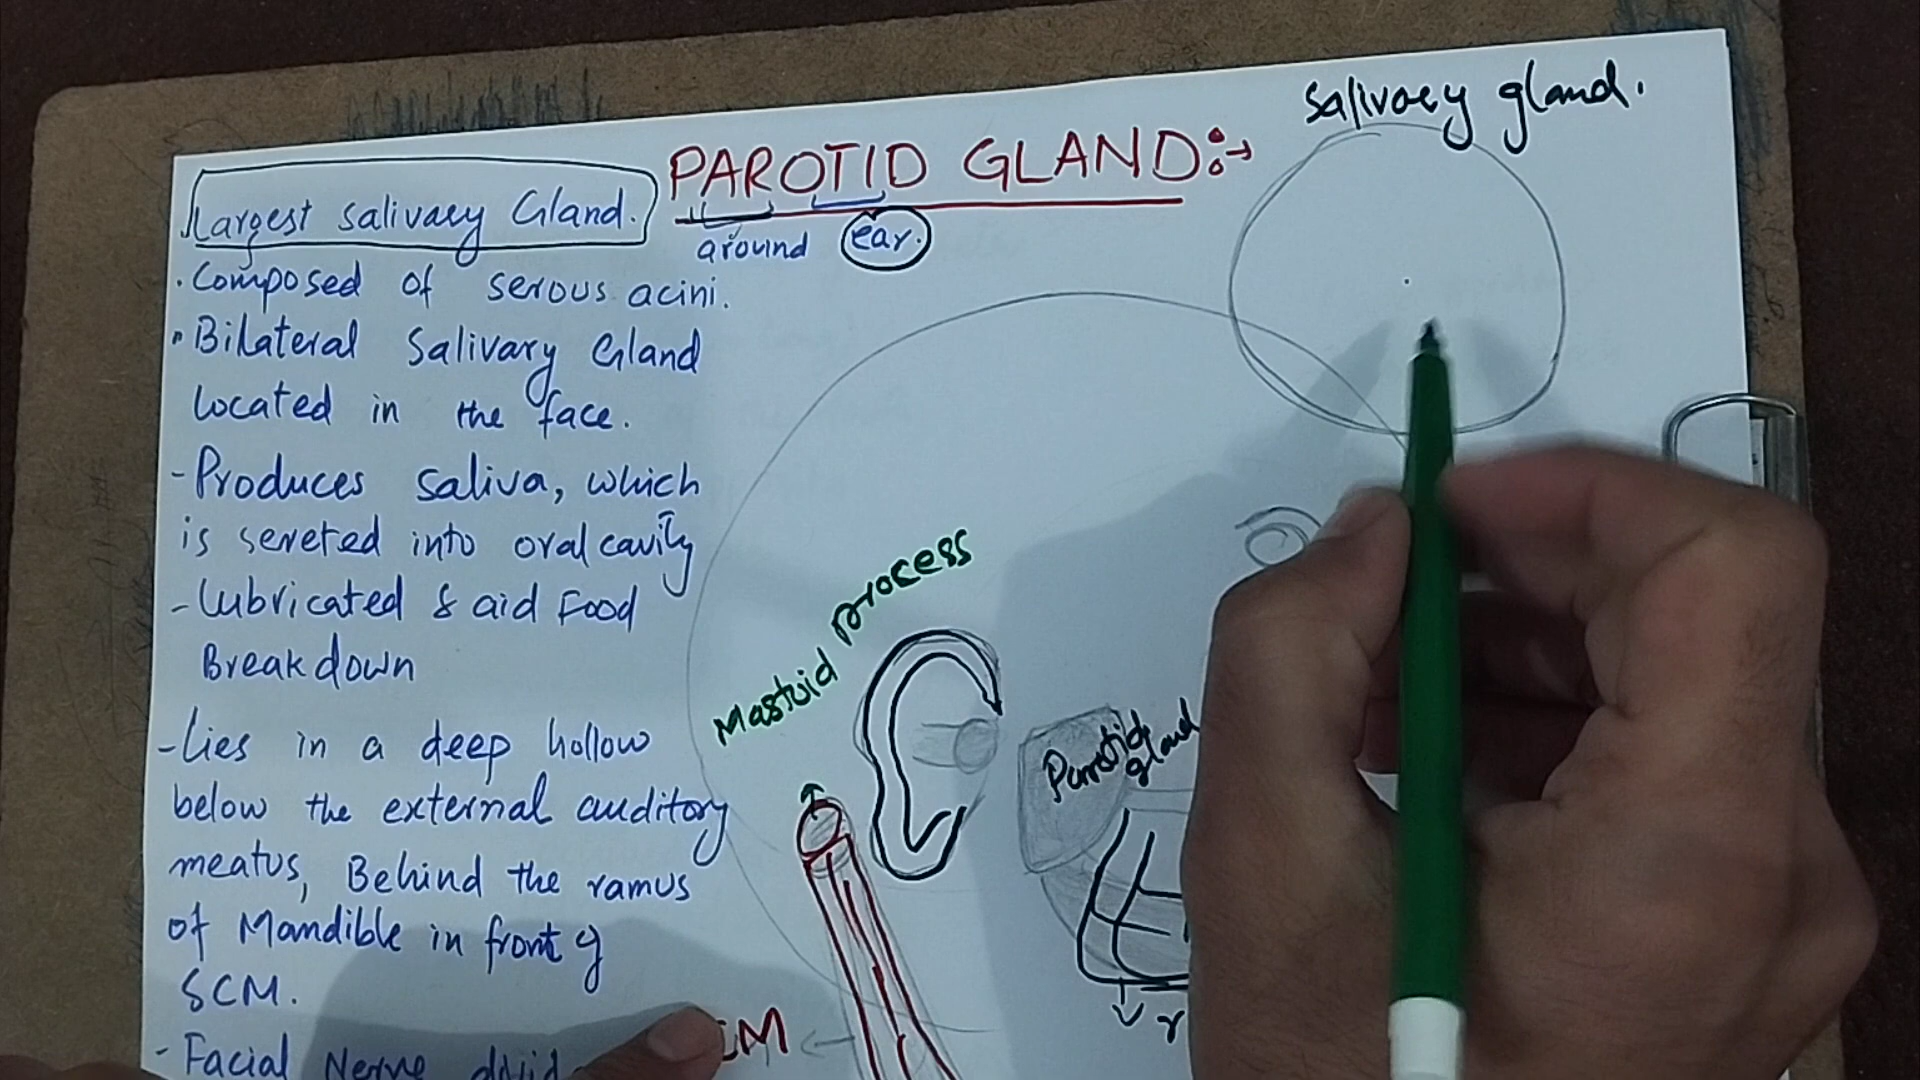 Salivary gland.
PAROTID GLAND:→
Largest Salivary Gland.
around ear.
· Composed of serous acini.
· Bilateral Salivary Gland
located in the face.
- Produces saliva, which
is sereted into oral cavity
- lubricated & aid Food
Breakdown
Mastoid process
Parotid
gland
- lies in a deep hollow
below the external auditory
meatus, Behind the ramus
of Mandible in front of
SCM.
- Facial Nerve